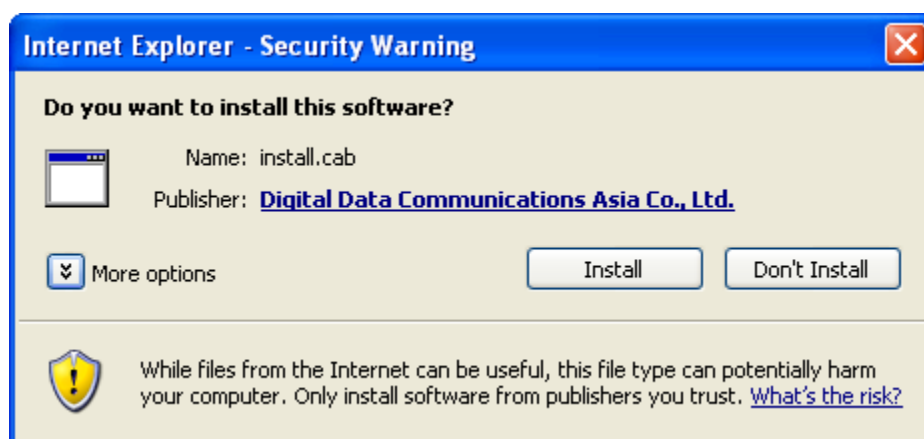 Internet Explorer - Security Warning
Do you want to install this software?
Name: install.cab
Publisher: Digital Data Communications Asia Co., Ltd.
More options
Install
Don't Install
While files from the Internet can be useful, this file type can potentially harm
your computer. Only install software from publishers you trust. What's the risk?